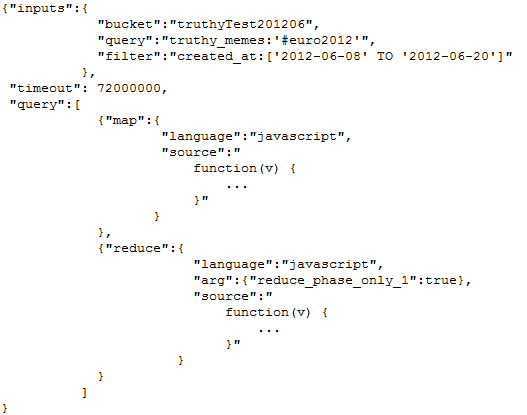 {"inputs":{
            "bucket":"truthyTest201206",
            "query":"truthy_memes:'#euro2012'",
            "filter":"created_at:['2012-06-08' TO '2012-06-20']"
          },
 "timeout": 72000000,
 "query":[
            {"map":{
                    "language":"javascript",
                    "source":"
                        function(v) {
                            ...
                        }"
                   }
            },
            {"reduce":{
                        "language":"javascript",
                        "arg":{"reduce_phase_only_1":true},
                        "source":"
                            function(v) {
                                ...
                            }"
                      }
            }
          ]
}